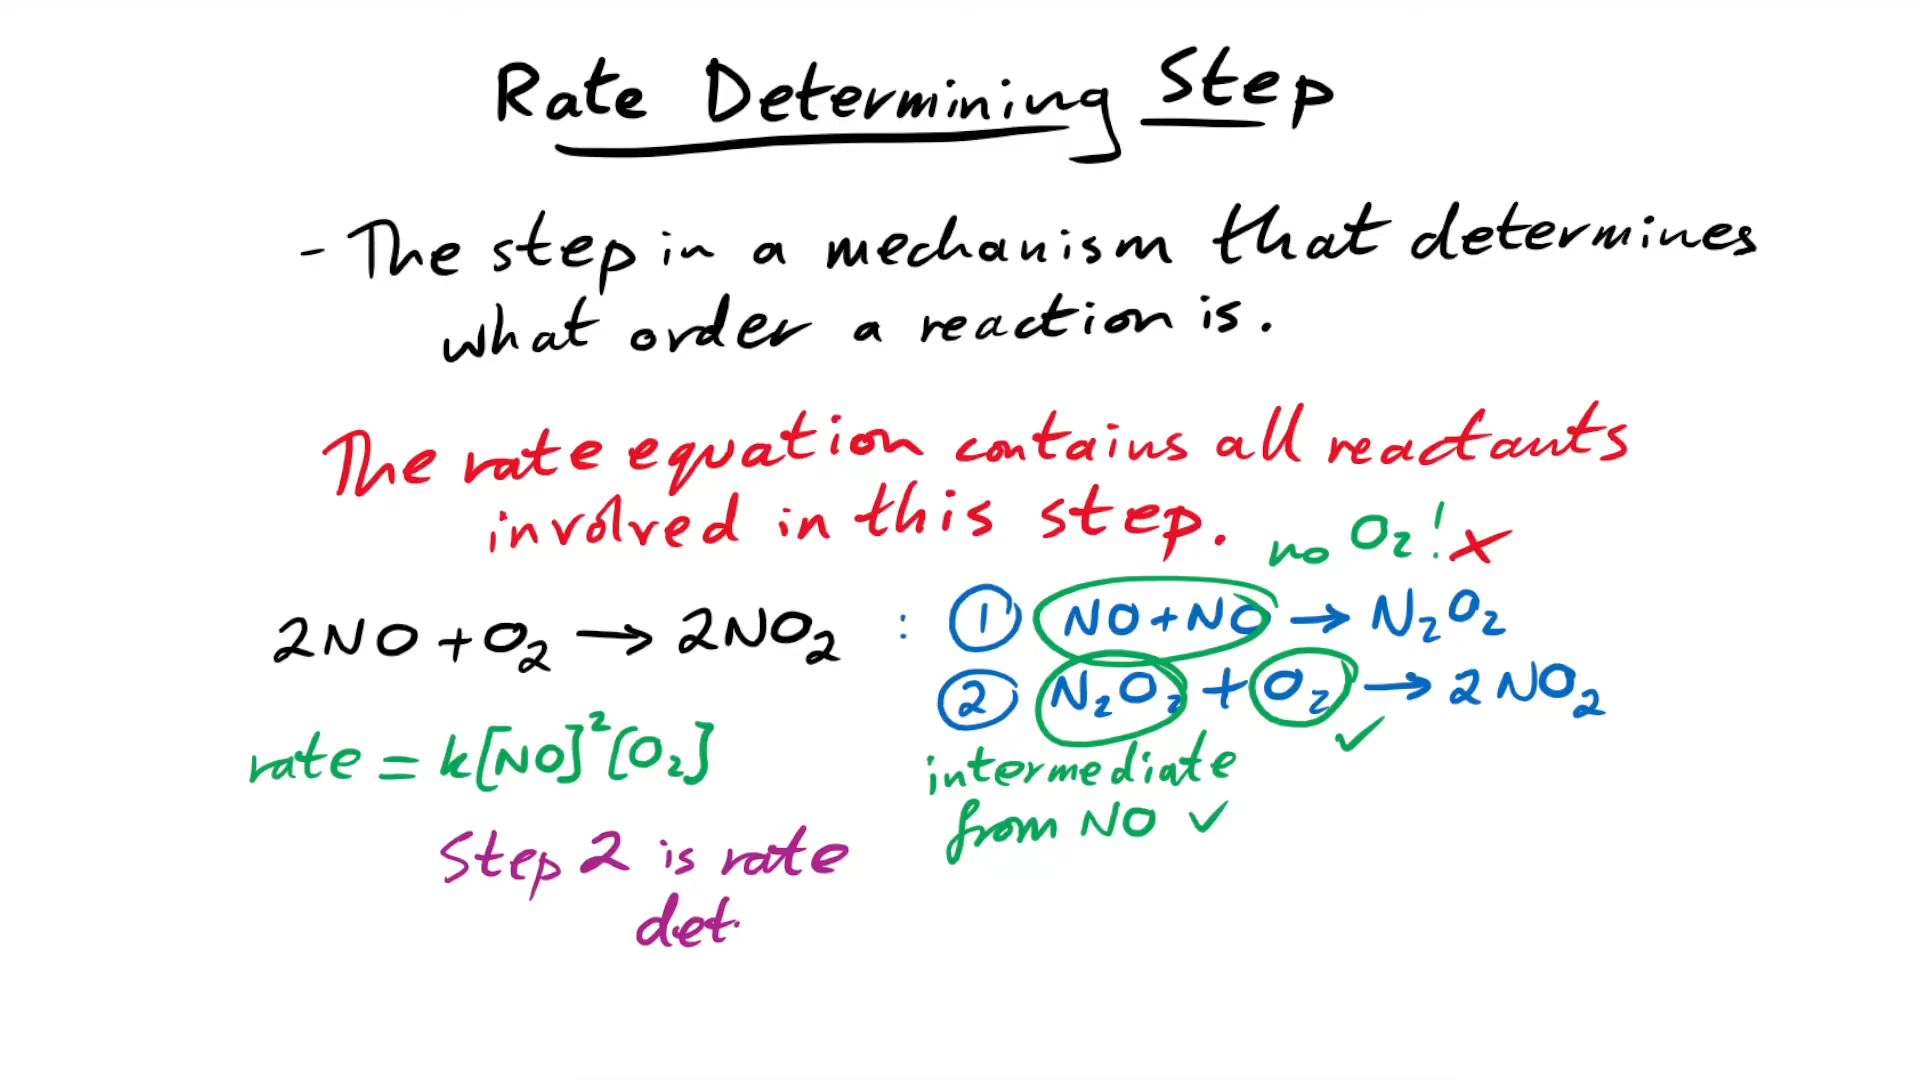 Rate Determining Step
- The step in a mechanism that determines
what order a reaction is.
The rate equation contains all reactants
involved in this step.
no O₂! ✗
2NO + O₂ → 2NO₂ : ① NO + NO → N₂O₂
② N₂O₂ + O₂ → 2NO₂
rate = k[NO]²[O₂]
✓
intermediate
from NO ✓
Step 2 is rate
det.